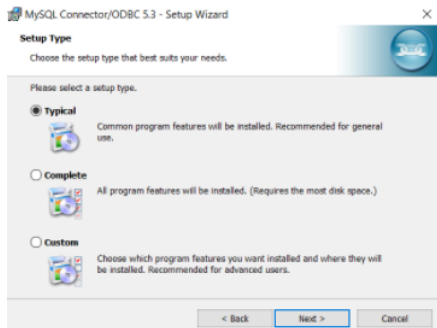 MySQL Connector/ODBC 5.3 - Setup Wizard
Setup Type
Choose the setup type that best suits your needs.
Please select a setup type.
Typical
Common program features will be installed. Recommended for general
use.
Complete
All program features will be installed. (Requires the most disk space.)
Custom
Choose which program features you want installed and where they will
be installed. Recommended for advanced users.
< Back Next > Cancel